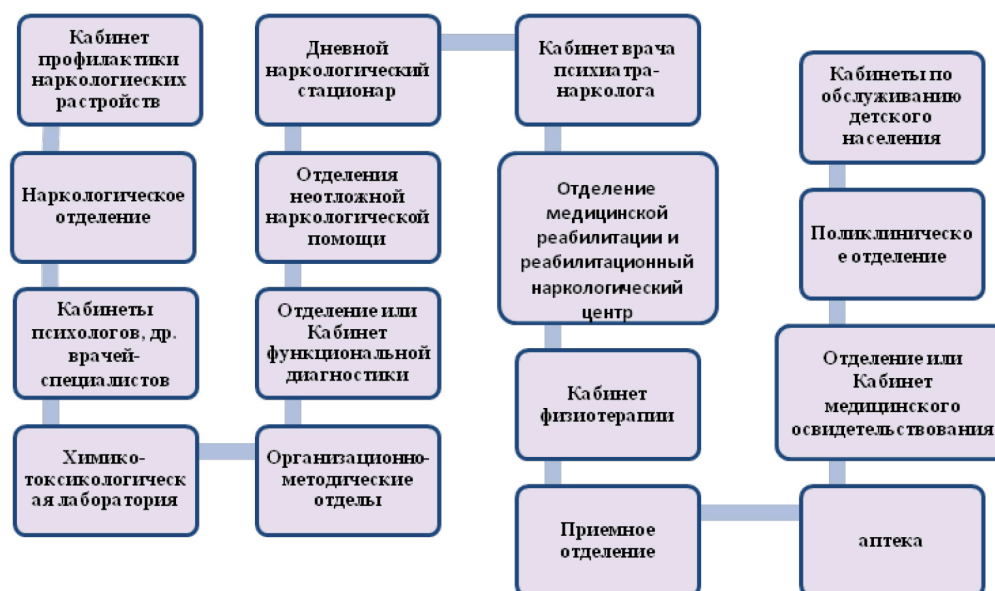 Кабинет
профилактики
наркологиеских
растройств
Наркологическое
отделение
Кабинеты
психологов, др.
врачей-
специалистов
Химико-
токсикологическ
ая лаборатория
Дневной
наркологический
стационар
Отделения
неотложной
наркологической
помощи
Отделение или
Кабинет
функциональной
диагностики
Организационно-
методические
отделы
Кабинет врача
психиатра-
нарколога
Отделение
медицинской
реабилитации и
реабилитационный
наркологический
центр
Кабинет
физиотерапии
Приемное
отделение
Кабинеты по
обслуживанию
детского
населения
Поликлиническо
е отделение
Отделение или
Кабинет
медицинского
освидетельствования
аптека